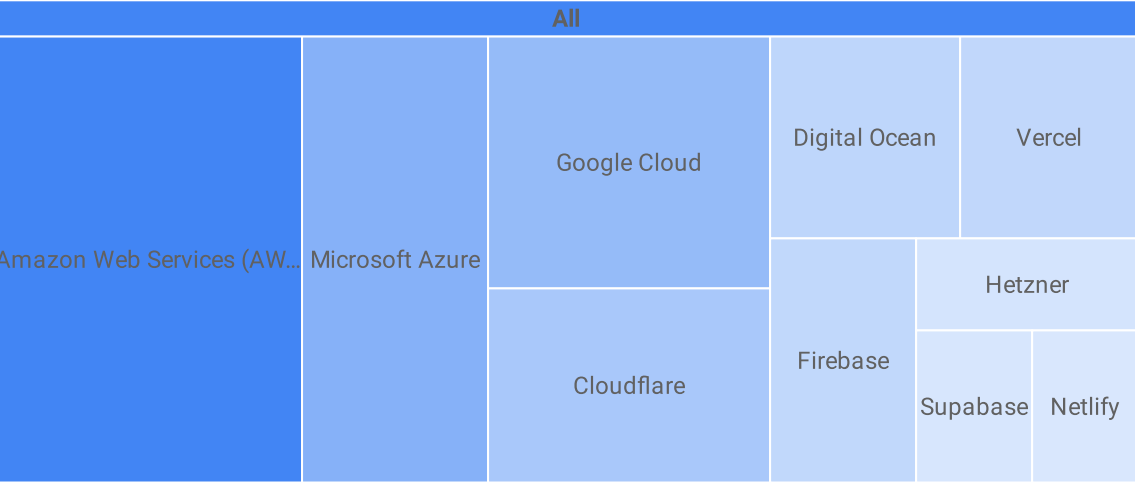 All
Amazon Web Services (AW...
Microsoft Azure
Google Cloud
Cloudflare
Digital Ocean
Vercel
Firebase
Hetzner
Supabase
Netlify